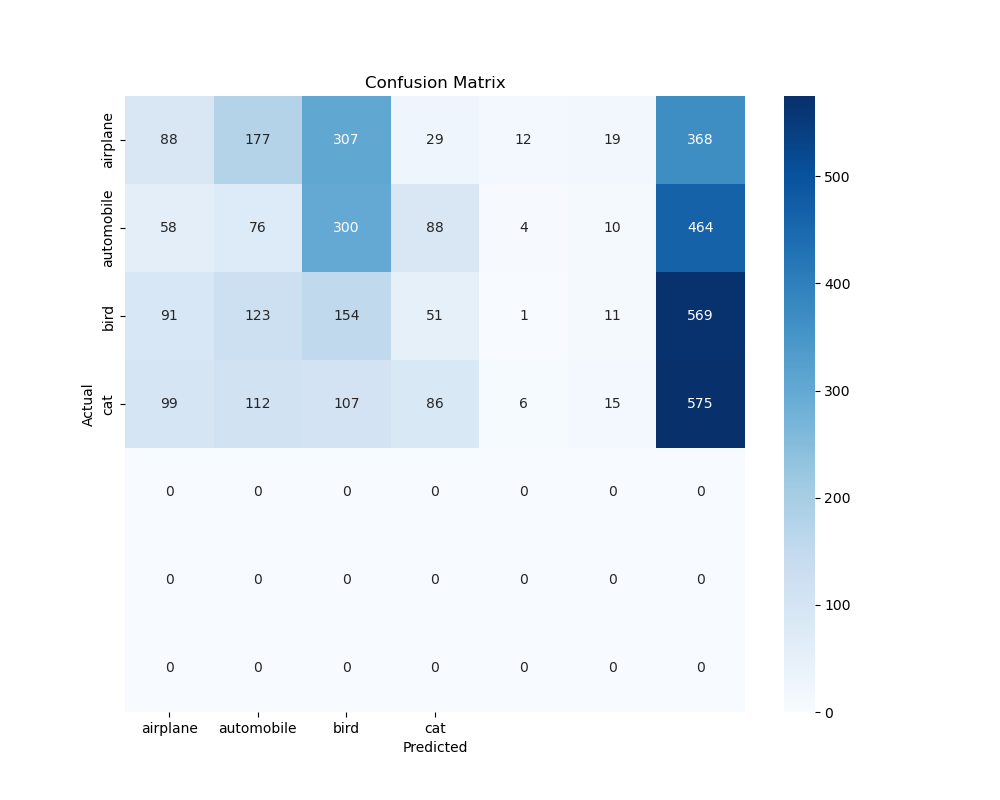 Confusion Matrix
airplane 88 177 307 29 12 19 368
automobile 58 76 300 88 4 10 464
bird 91 123 154 51 1 11 569
Actual
cat 99 112 107 86 6 15 575
0 0 0 0 0 0 0
0 0 0 0 0 0 0
0 0 0 0 0 0 0
airplane automobile bird cat
Predicted
500
400
300
200
100
0